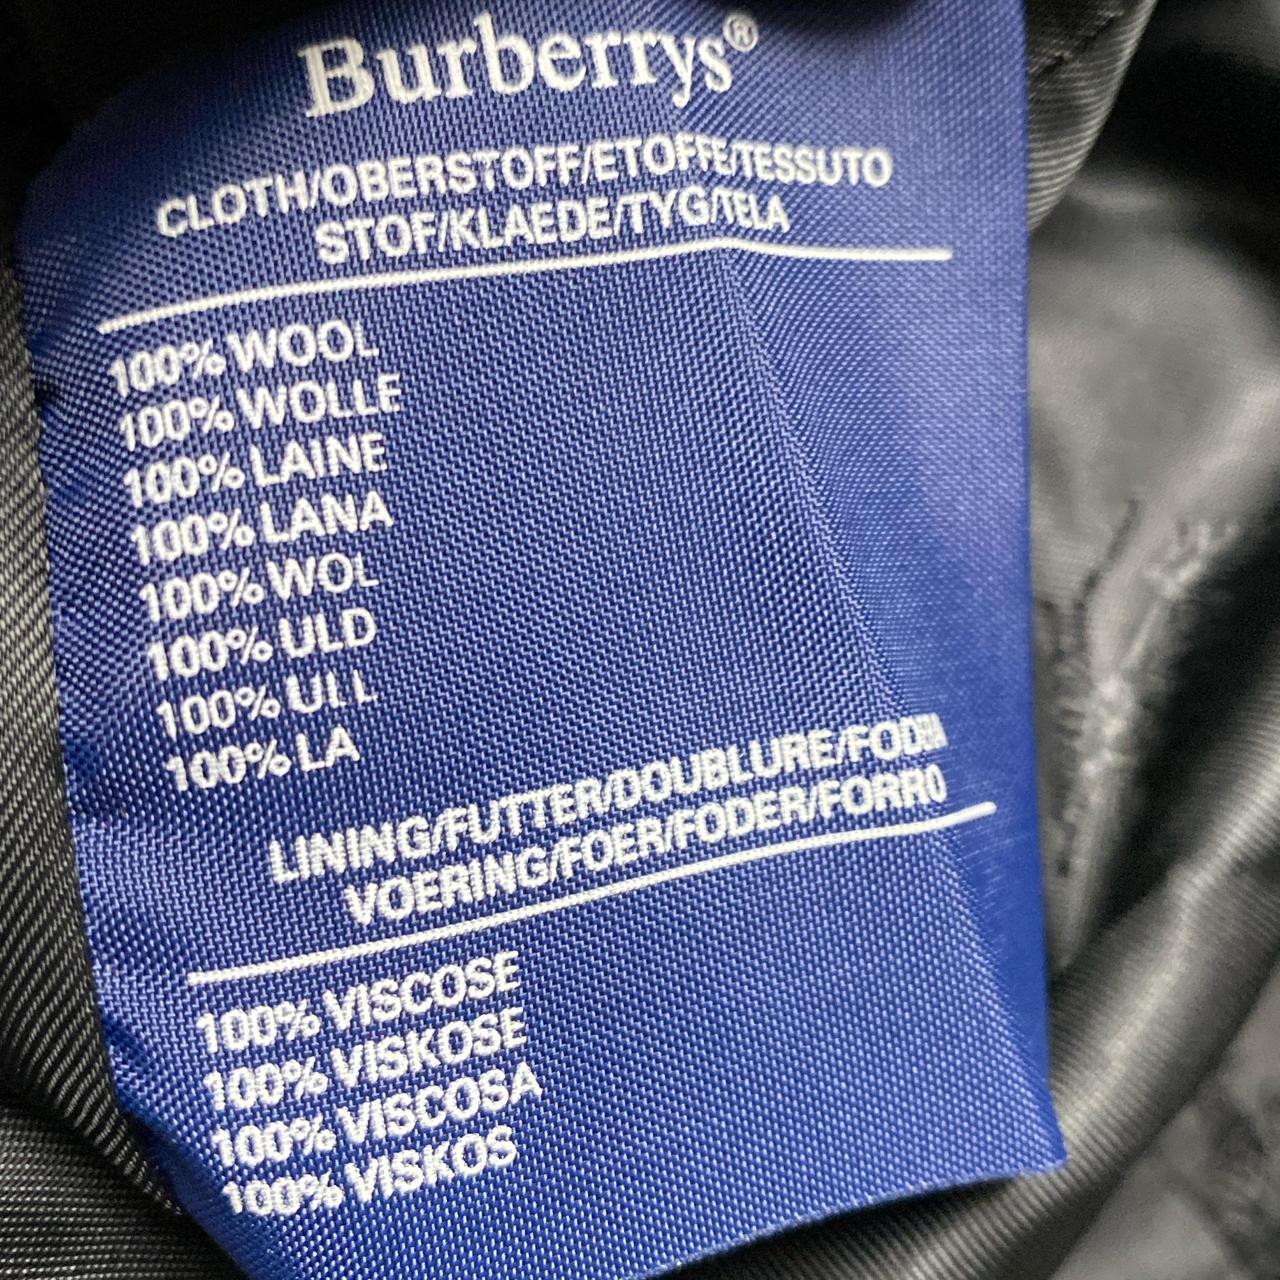 Burberrys®
CLOTH/OBERSTOFF/ETOFFE/TESSUTO
STOF/KLAEDE/TYG/TELA
100% WOOL
100% WOLLE
100% LAINE
100% LANA
100% WOL
100% ULD
100% ULL
100% LA
LINING/FUTTER/DOUBLURE/FODRA
VOERING/FOER/FODER/FORRO
100% VISCOSE
100% VISKOSE
100% VISCOSA
100% VISKOS